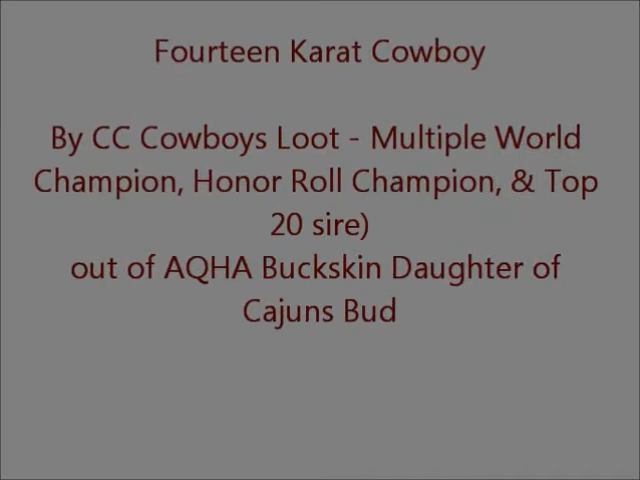 Fourteen Karat Cowboy
By CC Cowboys Loot - Multiple World
Champion, Honor Roll Champion, & Top
20 sire)
out of AQHA Buckskin Daughter of
Cajuns Bud